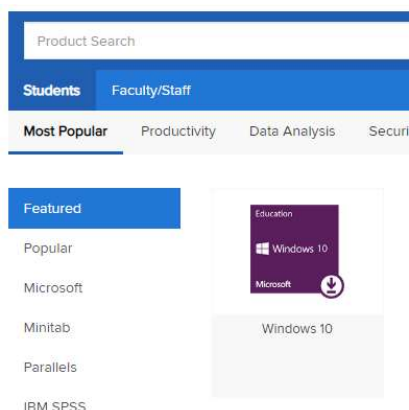 Product Search
Students Faculty/Staff
Most Popular Productivity Data Analysis Securi
Featured
Popular
Microsoft
Minitab
Parallels
IBM SPSS
Education
Windows 10
Microsoft
Windows 10